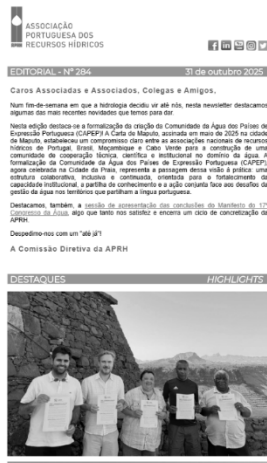 ASSOCIAÇÃO
PORTUGUESA DOS
RECURSOS HÍDRICOS
EDITORIAL - Nº 284 31 de outubro 2025
Caros Associadas e Associados, Colegas e Amigos,
Num fim-de-semana em que a hidrologia decidiu vir até nós, nesta newsletter destacamos
algumas das mais recentes novidades que temos para dar.
Nesta edição destaca-se a formalização da criação da Comunidade da Água dos Países de
Expressão Portuguesa (CAPEP)! A Carta de Maputo, assinada em maio de 2025 na cidade
de Maputo, estabeleceu um compromisso claro entre as associações nacionais de recursos
hídricos de Portugal, Brasil, Moçambique e Cabo Verde para a construção de uma
comunidade de cooperação técnica, científica e institucional no domínio da água. A
formalização da Comunidade da Água dos Países de Expressão Portuguesa (CAPEP),
agora celebrada na Cidade da Praia, representa a passagem dessa visão à prática: uma
estrutura colaborativa, inclusiva e continuada, orientada para o fortalecimento da
capacidade institucional, a partilha de conhecimento e a ação conjunta face aos desafios da
gestão da água nos territórios que partilham a língua portuguesa.
Destacamos, também, a sessão de apresentação das conclusões do Manifesto do 17º
Congresso da Água, algo que tanto nos satisfez e encerra um ciclo de concretização da
APRH.
Despedimo-nos com um "até já"!
A Comissão Diretiva da APRH
DESTAQUES HIGHLIGHTS